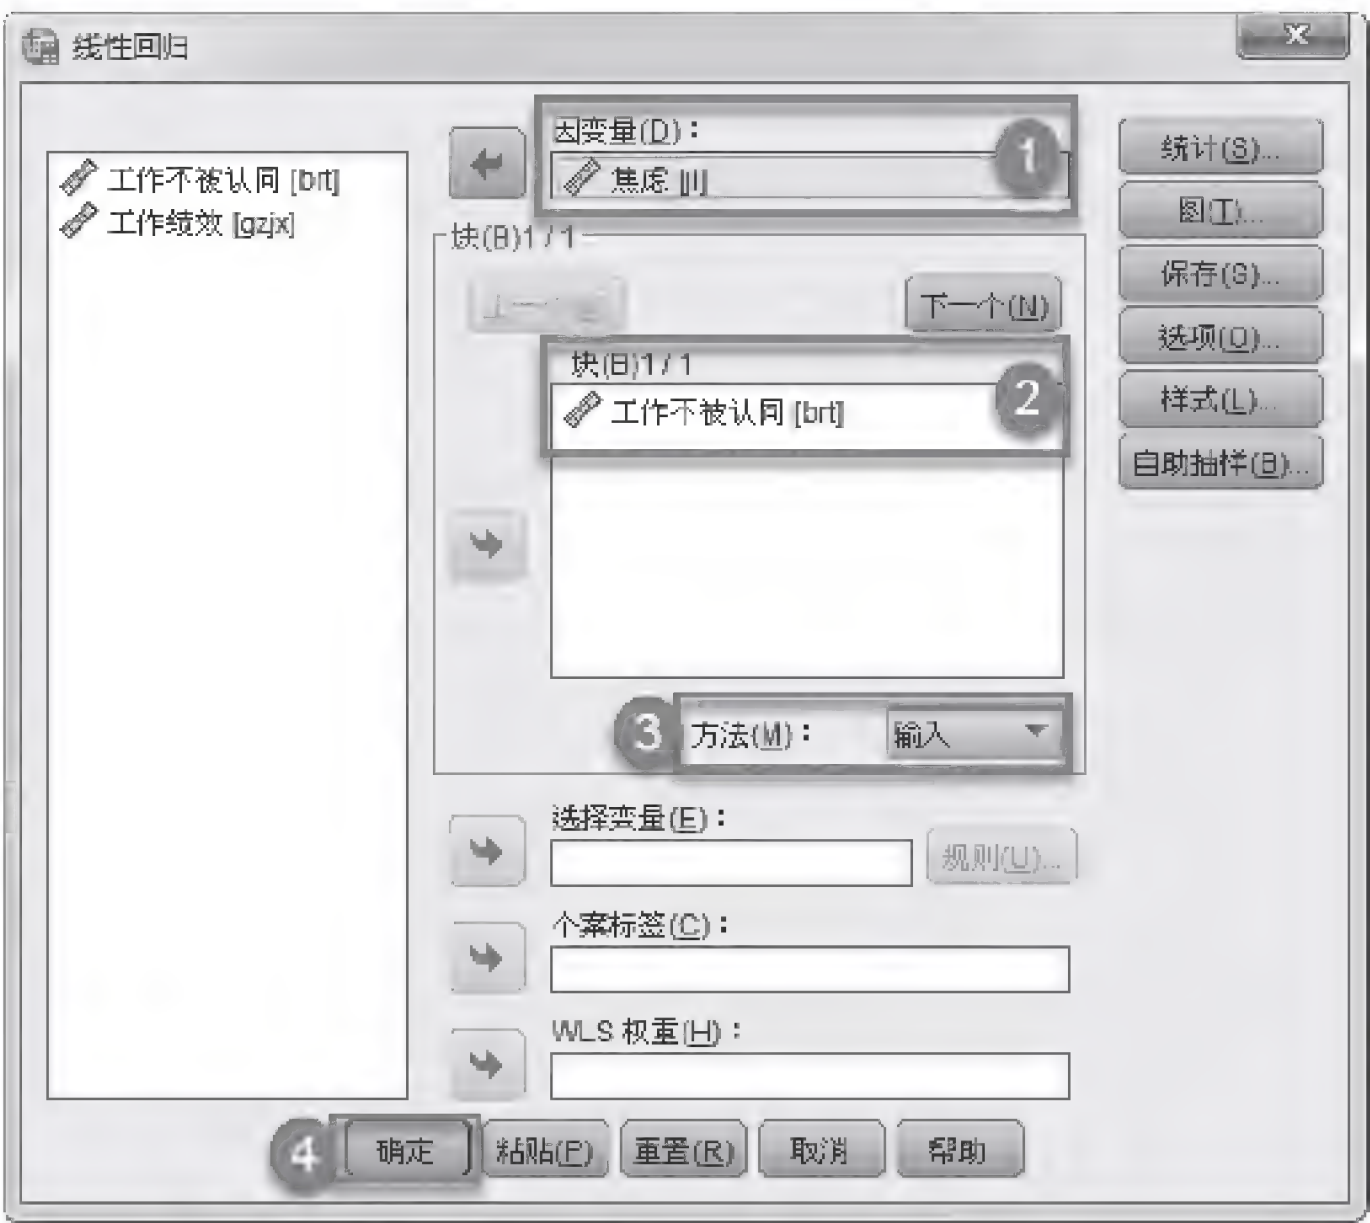 线性回归
工作不被认同 [brt]
工作绩效 [gzjx]
因变量(D)：
1
焦虑 [jl]
块(B)1 / 1
下一个(N)
块(B)1 / 1
工作不被认同 [brt]
2
3
方法(M)：
输入
选择变量(E)：
规则(U)...
个案标签(C)：
WLS 权重(H)：
统计(S)...
图(T)...
保存(S)...
选项(O)...
样式(L)...
自助抽样(B)...
4
确定
粘贴(P)
重置(R)
取消
帮助